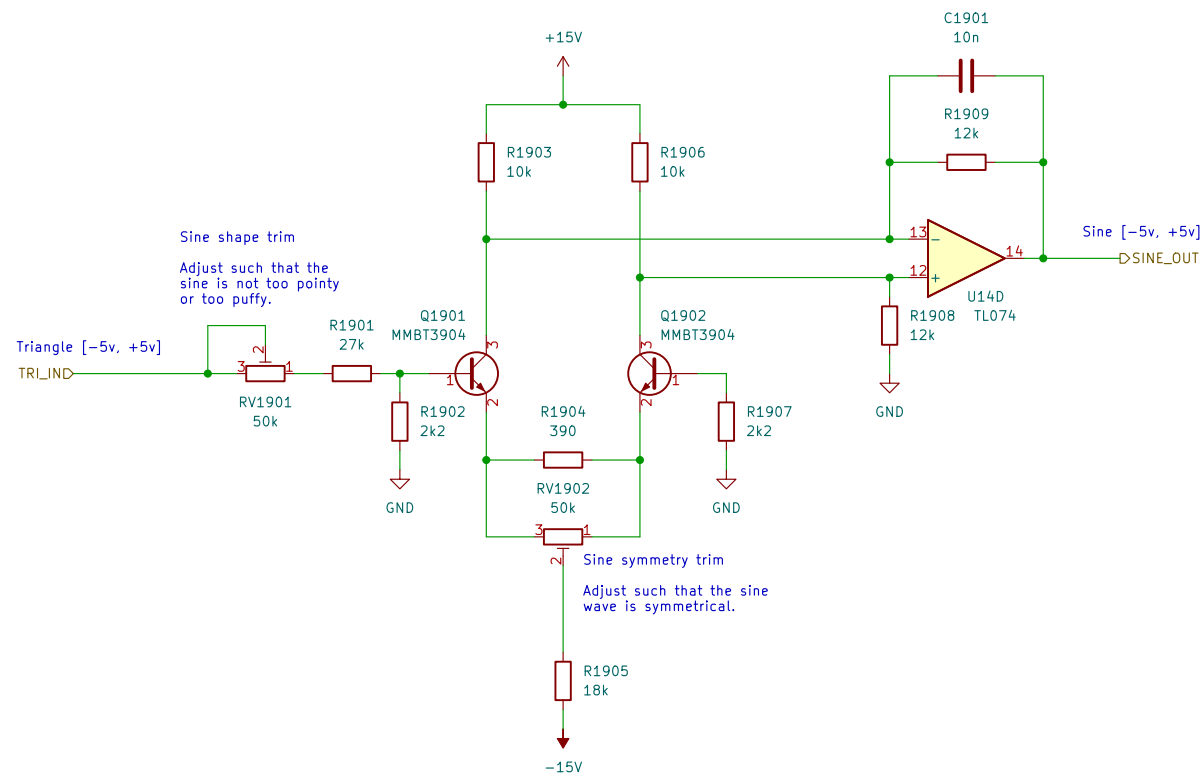 C1901
10n
+15V
R1909
12k
R1903
10k
R1906
10k
13
14
12
Sine [-5v, +5v]
SINE_OUT
U14D
TL074
Sine shape trim
Adjust such that the
sine is not too pointy
or too puffy.
Q1901
MMBT3904
Q1902
MMBT3904
R1908
12k
GND
Triangle [-5v, +5v]
TRI_IN
2
3
1
RV1901
50k
R1901
27k
1
3
2
3
1
2
R1902
2k2
GND
R1904
390
R1907
2k2
GND
RV1902
50k
3
1
2
Sine symmetry trim
Adjust such that the sine
wave is symmetrical.
R1905
18k
-15V